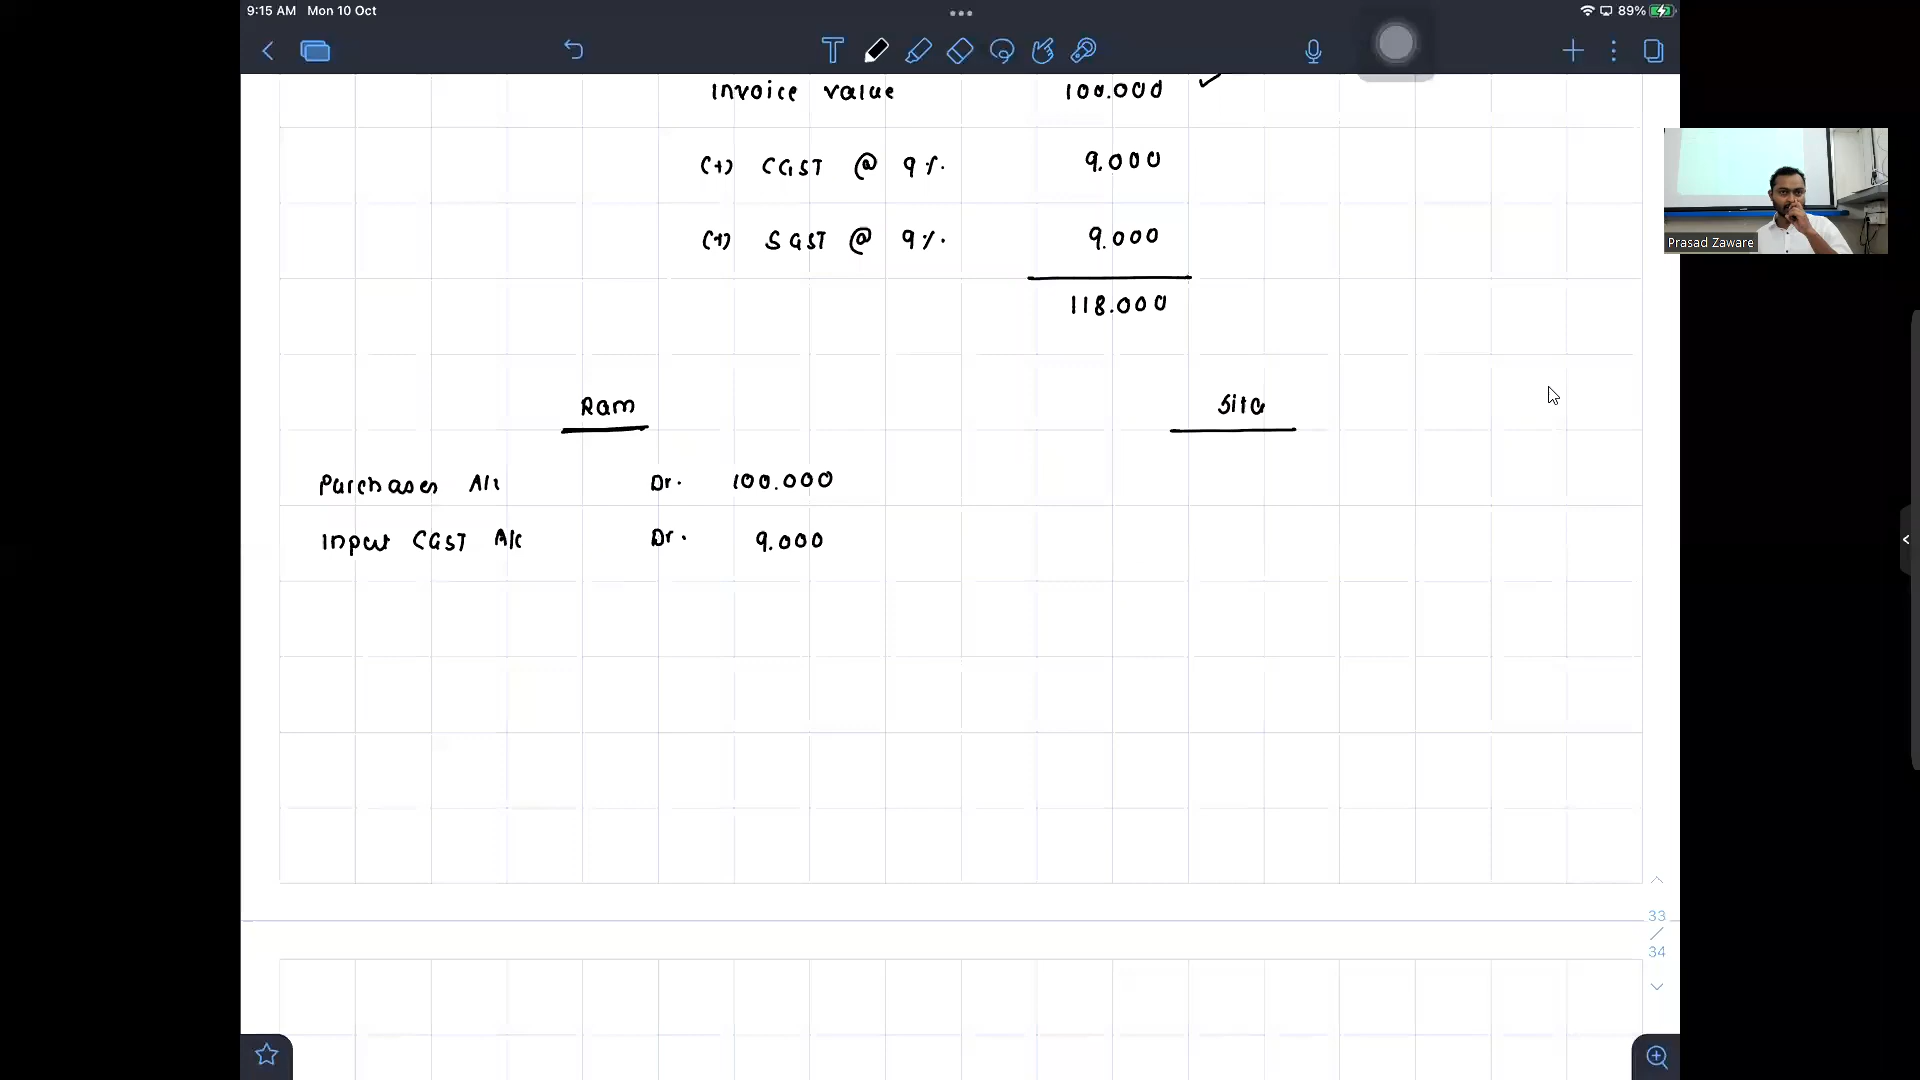 9:15 AM Mon 10 Oct
89%
Invoice value 100.000
(+) CGST @ 9%. 9.000
(+) SGST @ 9%. 9.000
118.000
Ram Sita
Purchases A/c Dr. 100.000
Input CGST A/c Dr. 9.000
Prasad Zaware
33
34